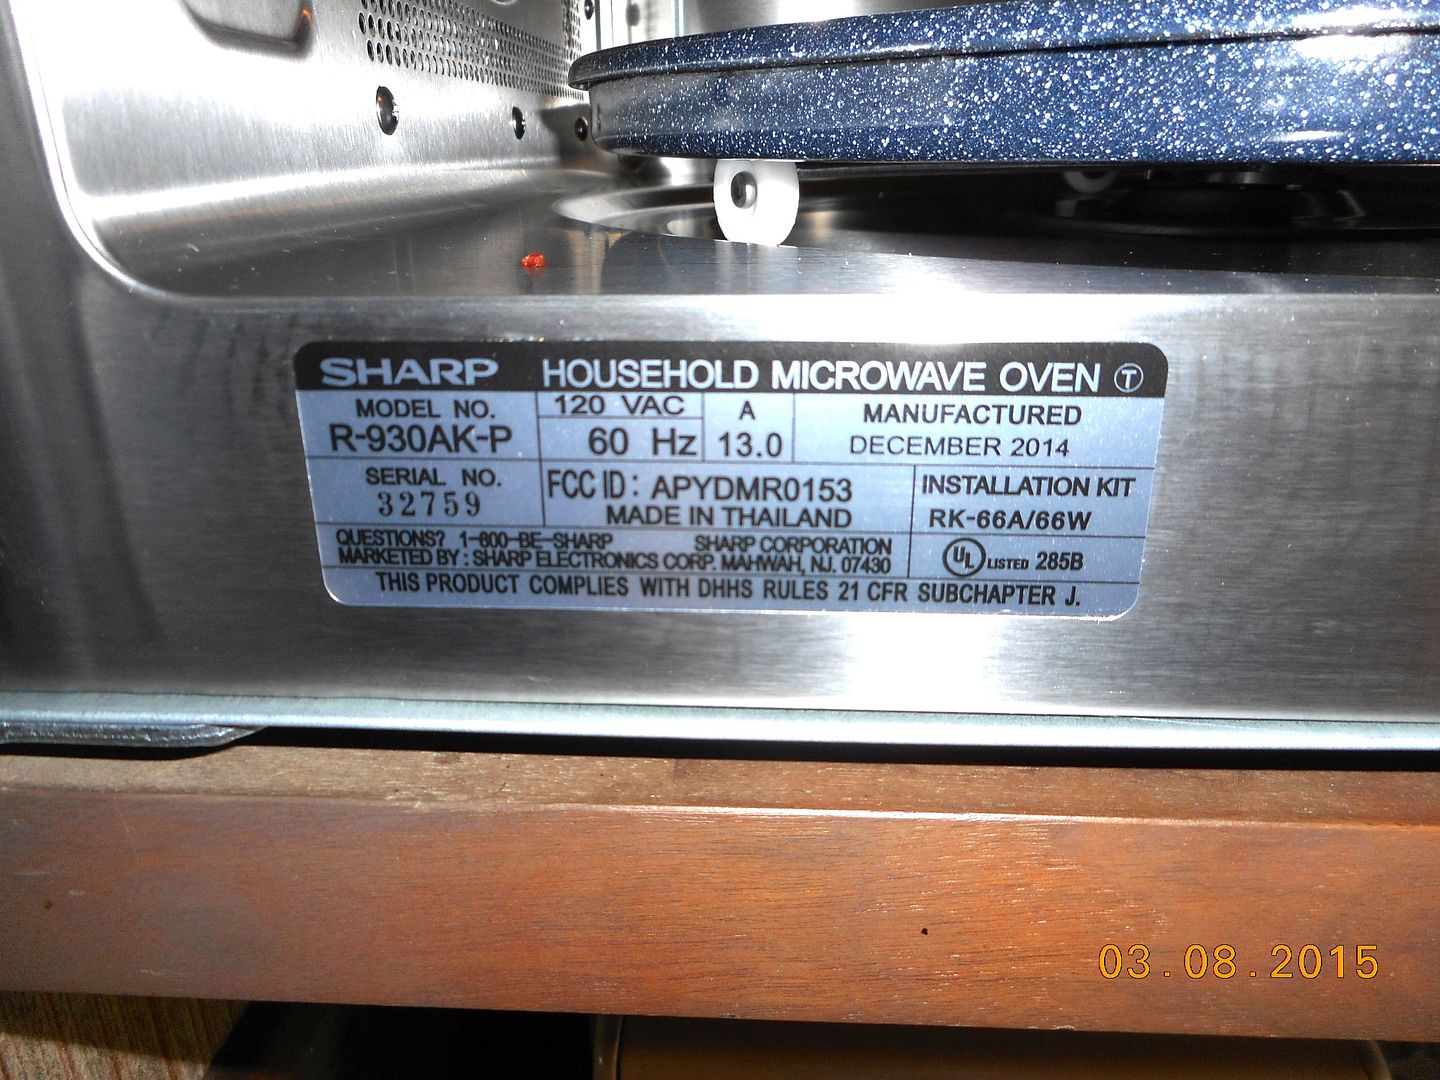 SHARP HOUSEHOLD MICROWAVE OVEN T
MODEL NO.
R-930AK-P
120 VAC
60 Hz
A
13.0
MANUFACTURED
DECEMBER 2014
SERIAL NO.
32759
FCC ID: APYDMR0153
MADE IN THAILAND
INSTALLATION KIT
RK-66A/66W
QUESTIONS? 1-800-BE-SHARP SHARP CORPORATION
MARKETED BY: SHARP ELECTRONICS CORP. MAHWAH, NJ. 07430
UL LISTED 285B
THIS PRODUCT COMPLIES WITH DHHS RULES 21 CFR SUBCHAPTER J.
03.08.2015